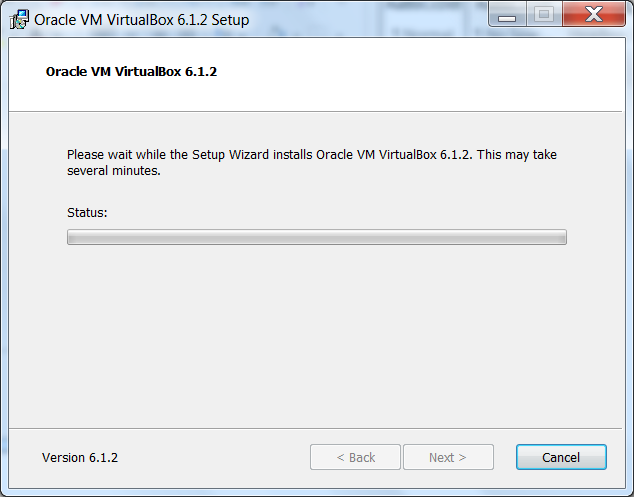 Oracle VM VirtualBox 6.1.2 Setup
Oracle VM VirtualBox 6.1.2
Please wait while the Setup Wizard installs Oracle VM VirtualBox 6.1.2. This may take
several minutes.
Status:
Version 6.1.2
< Back
Next >
Cancel